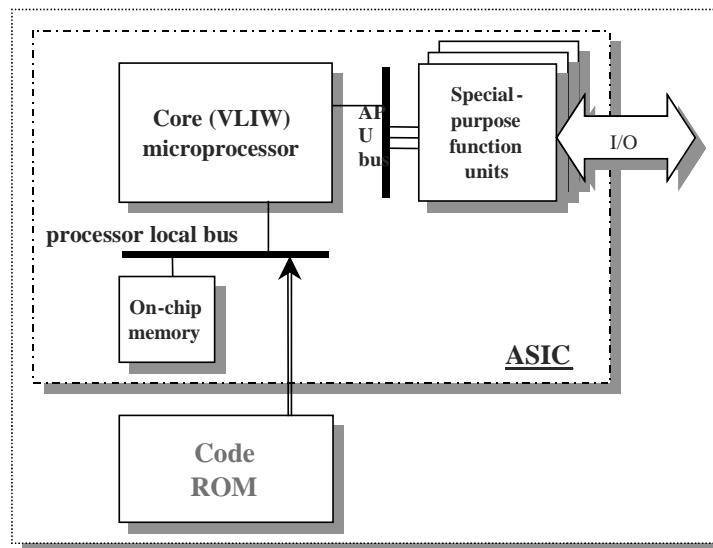 Core (VLIW)
microprocessor
AP
U
bus
Special-
purpose
function
units
I/O
processor local bus
On-chip
memory
ASIC
Code
ROM